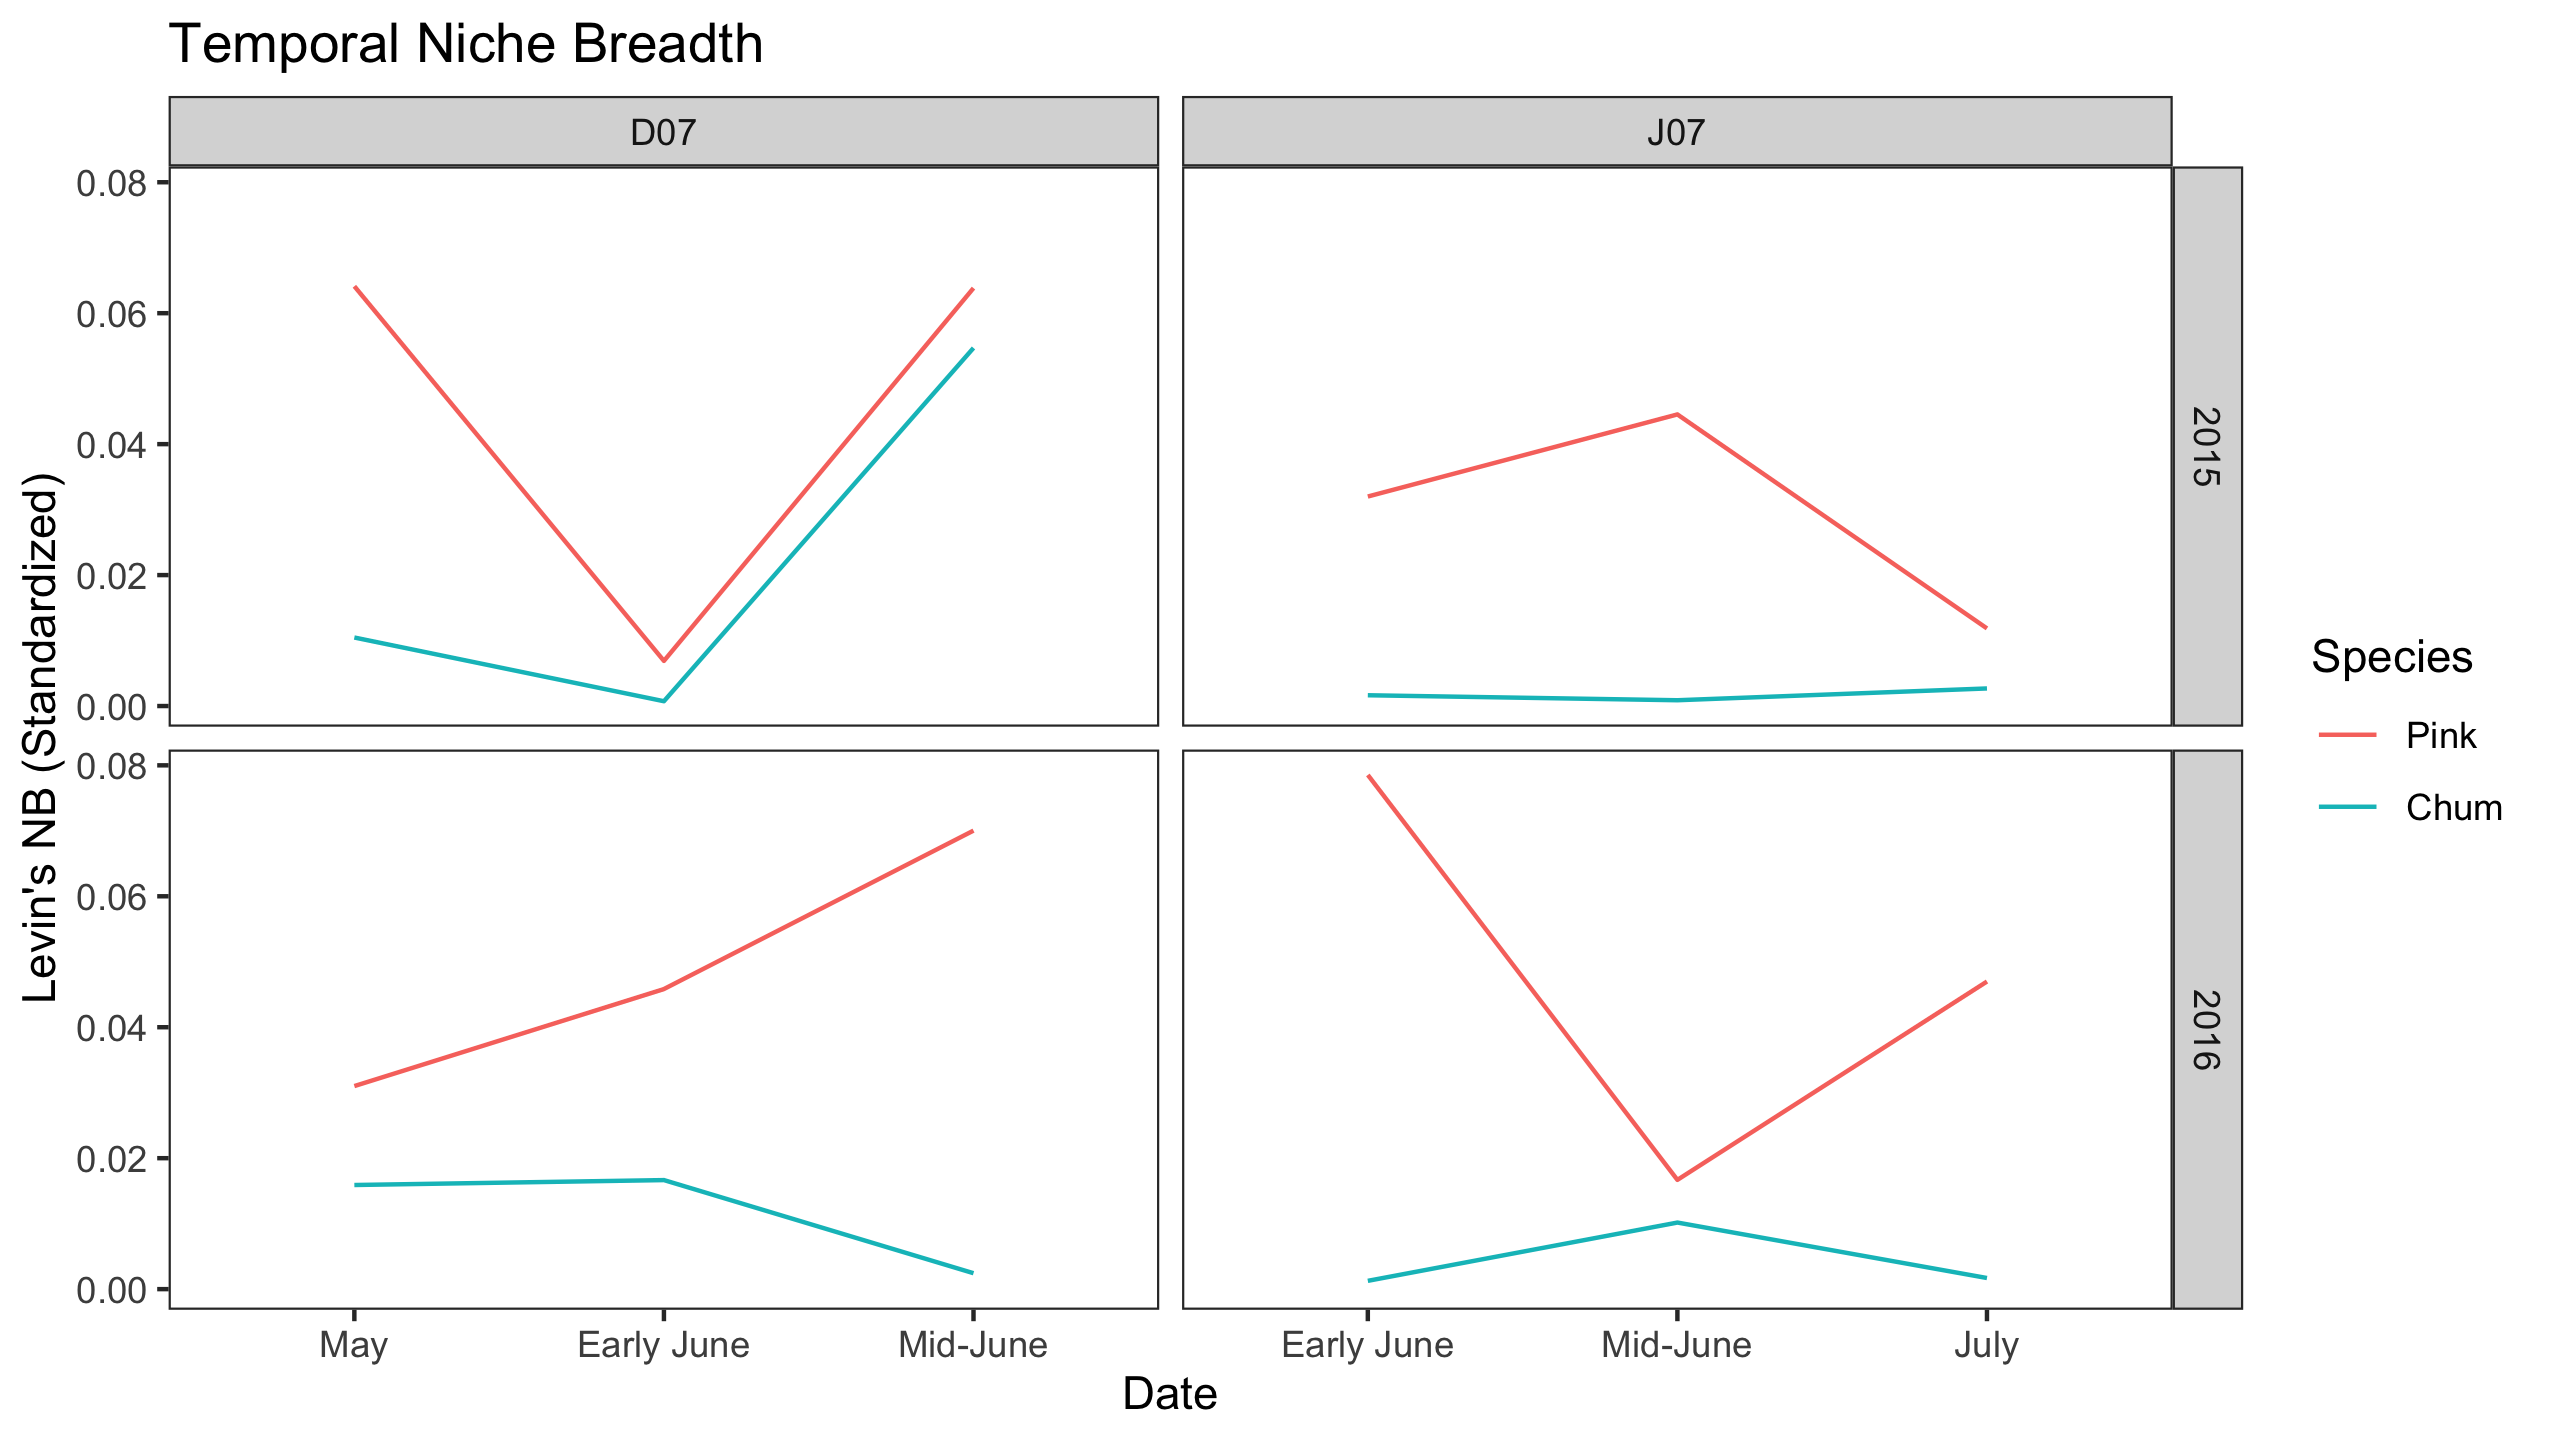 Temporal Niche Breadth
D07
J07
0.08
0.06
0.04
0.02
0.00
2015
0.08
0.06
0.04
0.02
0.00
2016
Levin's NB (Standardized)
May
Early June
Mid-June
Early June
Mid-June
July
Date
Species
Pink
Chum